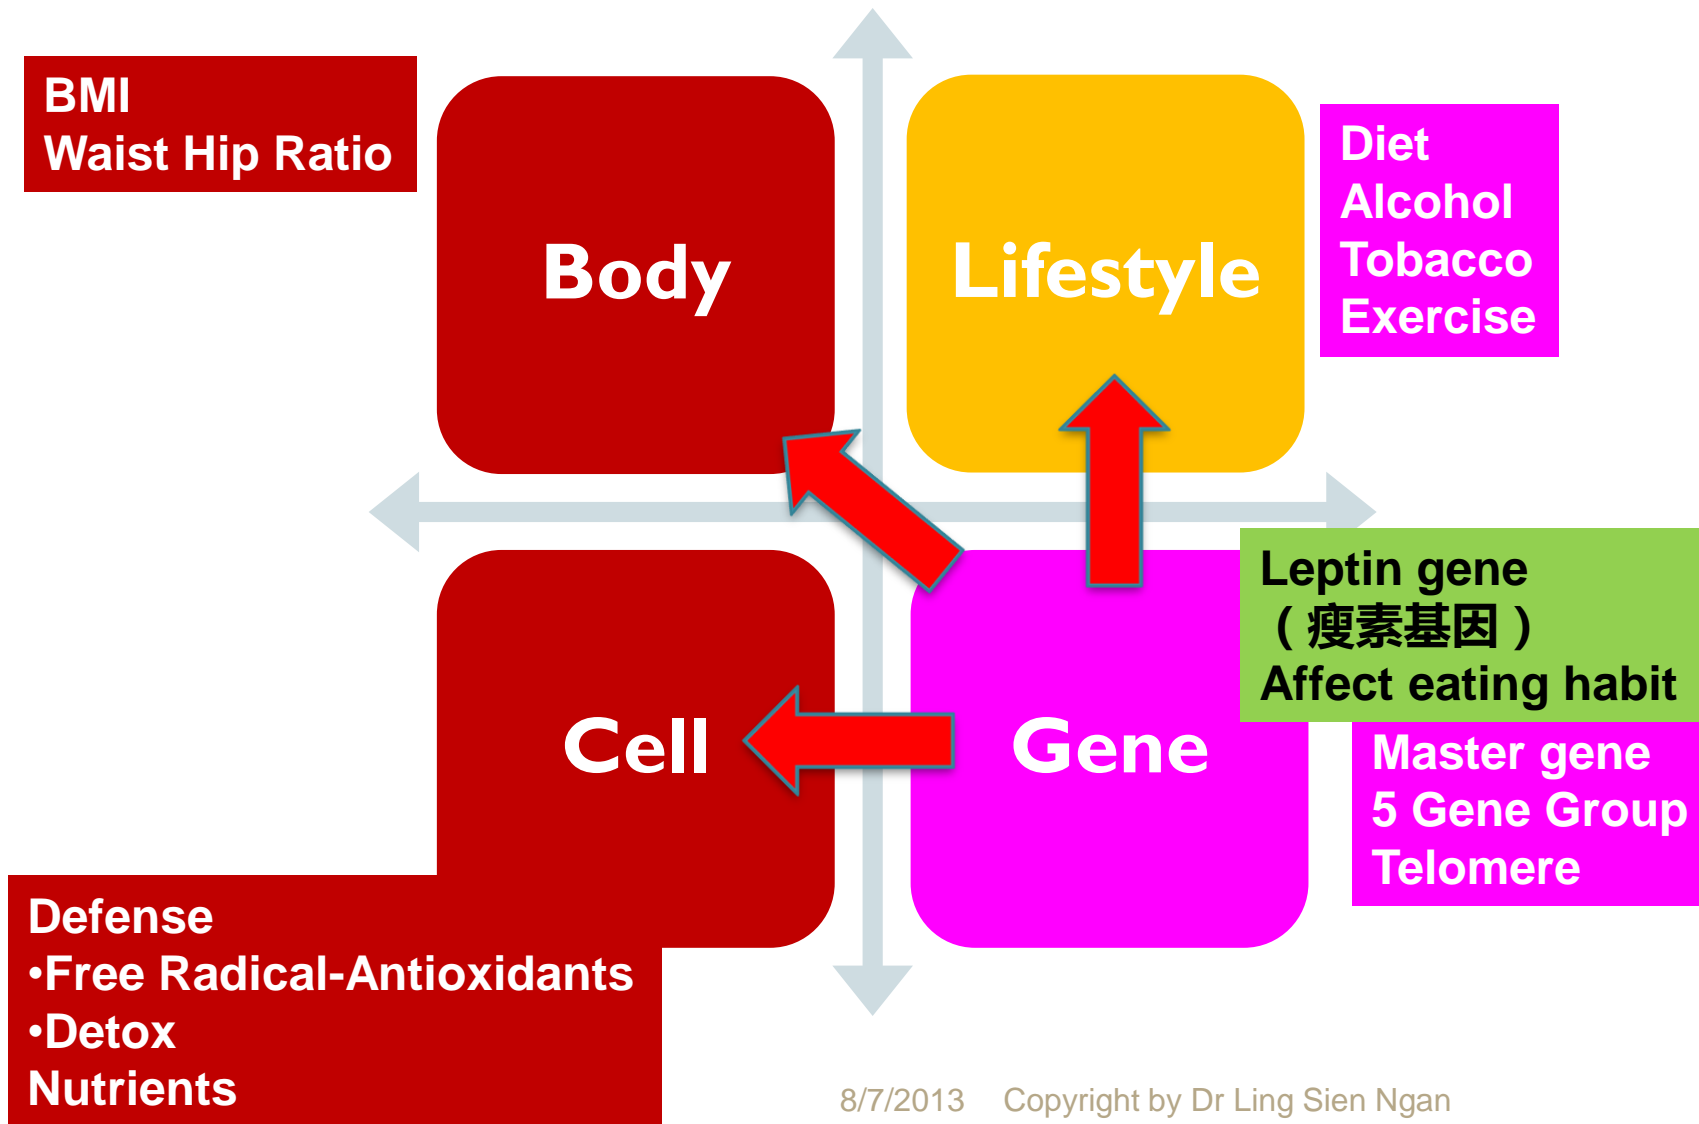 BMI
Waist Hip Ratio
Body
Lifestyle
Diet
Alcohol
Tobacco
Exercise
Cell
Gene
Leptin gene
（瘦素基因）
Affect eating habit
Master gene
5 Gene Group
Telomere
Defense
•Free Radical-Antioxidants
•Detox
Nutrients
8/7/2013 Copyright by Dr Ling Sien Ngan